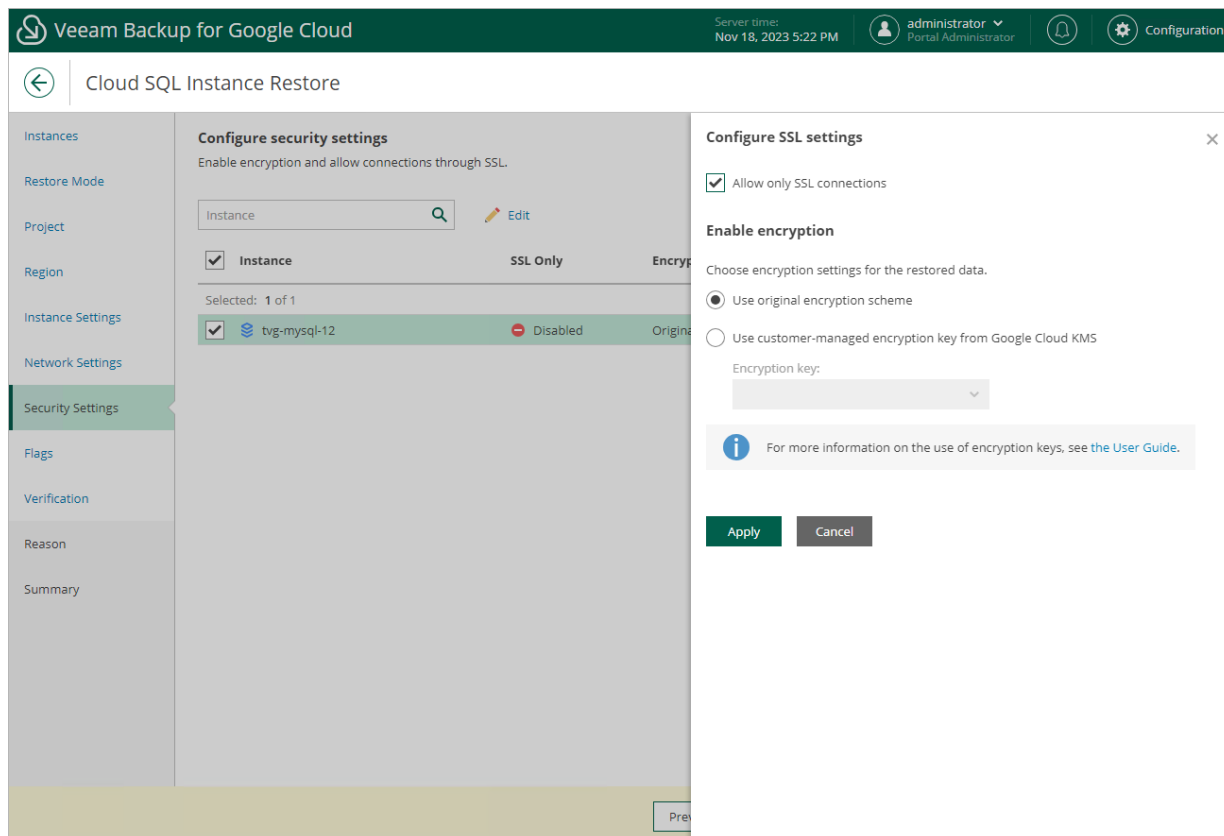 Veeam Backup for Google Cloud
Server time:
Nov 18, 2023 5:22 PM
administrator
Portal Administrator
Configuration
Cloud SQL Instance Restore
Instances
Restore Mode
Project
Region
Instance Settings
Network Settings
Security Settings
Flags
Verification
Reason
Summary
Configure security settings
Enable encryption and allow connections through SSL.
Instance
Edit
Instance SSL Only Encryp
Selected: 1 of 1
tvg-mysql-12 Disabled Origina
Prev
Configure SSL settings
Allow only SSL connections
Enable encryption
Choose encryption settings for the restored data.
Use original encryption scheme
Use customer-managed encryption key from Google Cloud KMS
Encryption key:
For more information on the use of encryption keys, see the User Guide.
Apply Cancel